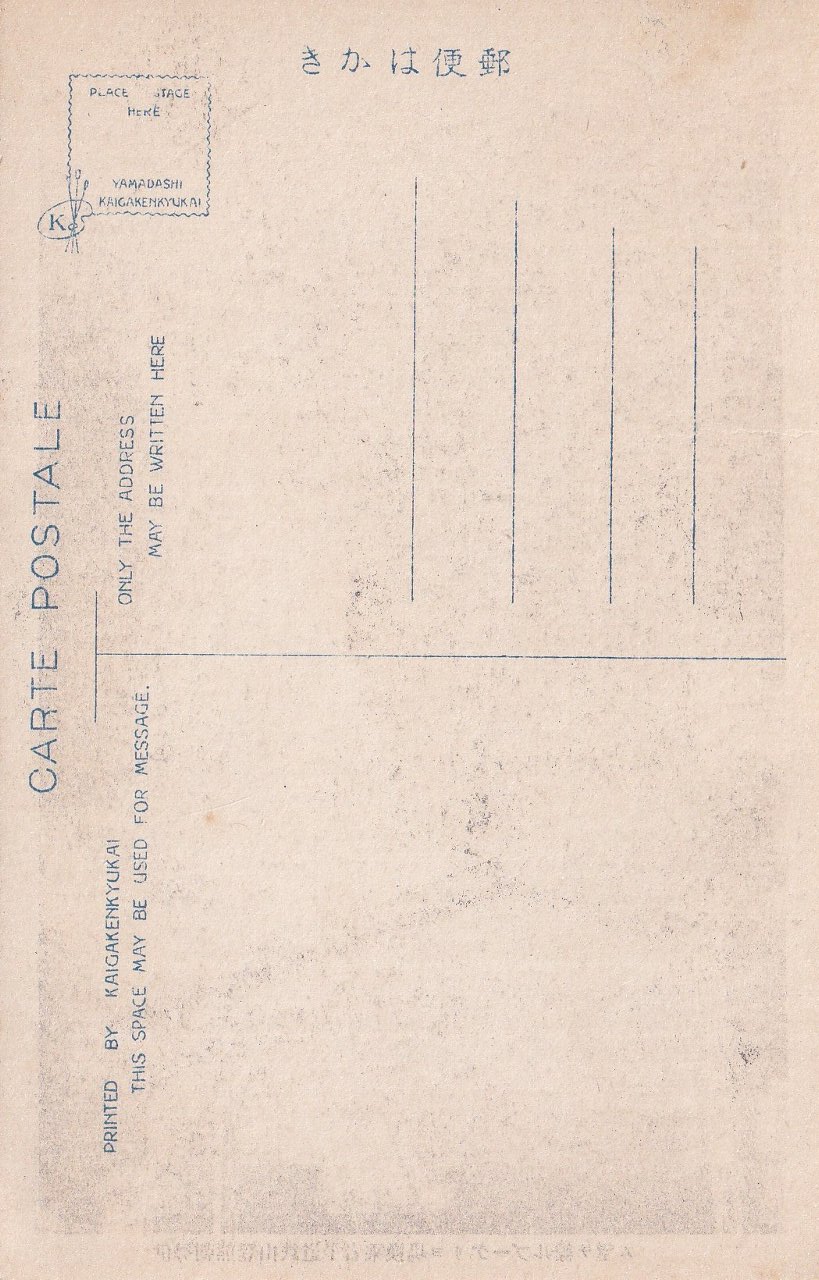 きかは便郵
PLACE STAGE
HERE
YAMADASHI
KAIGAKENKYUKAI
K
CARTE POSTALE
ONLY THE ADDRESS
MAY BE WRITTEN HERE
PRINTED BY KAIGAKENKYUKAI
THIS SPACE MAY BE USED FOR MESSAGE.